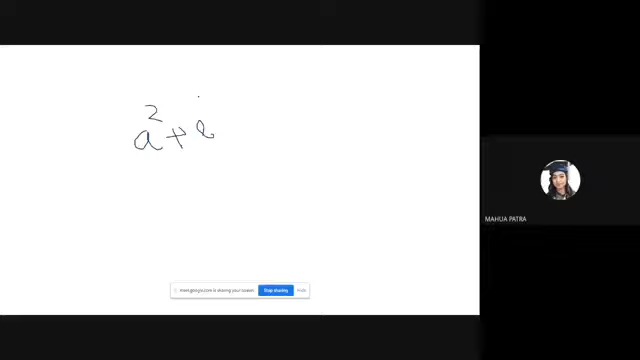 a² +
MAHUA PATRA
meet.google.com is sharing your screen. Stop sharing Hide